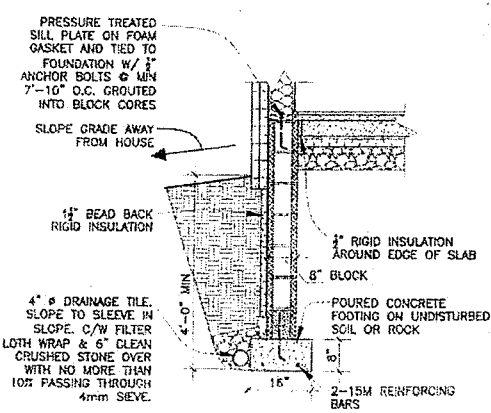 PRESSURE TREATED
SILL PLATE ON FOAM
GASKET AND TIED TO
FOUNDATION W/ ½"
ANCHOR BOLTS @ MIN
7'-10" O.C. GROUTED
INTO BLOCK CORES
SLOPE GRADE AWAY
FROM HOUSE
1½" BEAD BACK
RIGID INSULATION
4'-0" MIN
4" ø DRAINAGE TILE.
SLOPE TO SLEEVE IN
SLOPE. C/W FILTER
LOTH WRAP & 6" CLEAN
CRUSHED STONE OVER
WITH NO MORE THAN
10% PASSING THROUGH
4mm SIEVE.
½" RIGID INSULATION
AROUND EDGE OF SLAB
8" BLOCK
POURED CONCRETE
FOOTING ON UNDISTURBED
SOIL OR ROCK
8"
16"
2-15M REINFORCING
BARS